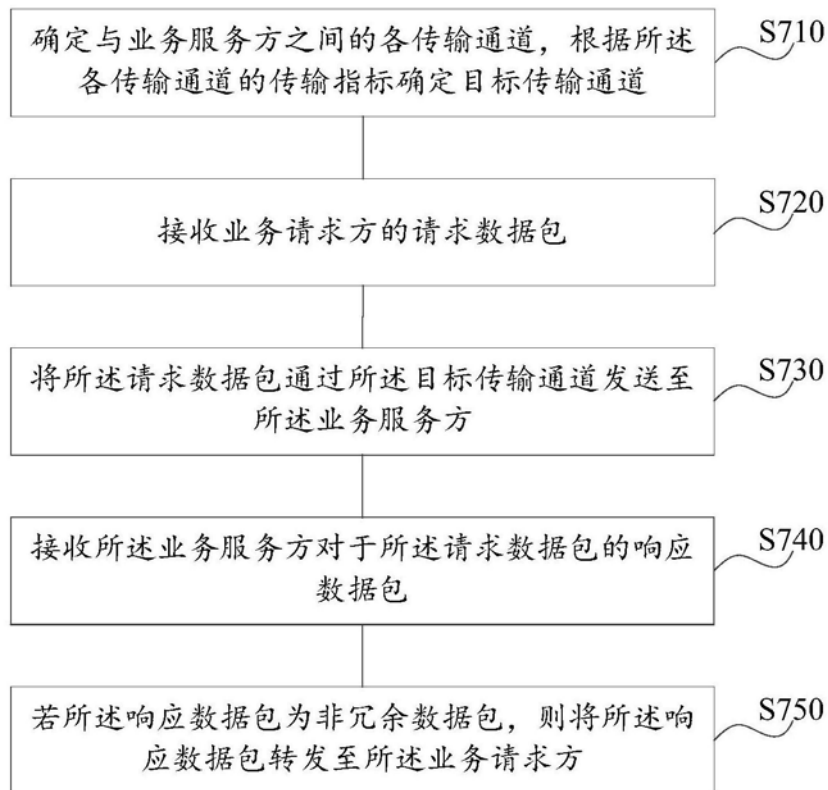 确定与业务服务方之间的各传输通道，根据所述
各传输通道的传输指标确定目标传输通道
S710
接收业务请求方的请求数据包
S720
将所述请求数据包通过所述目标传输通道发送至
所述业务服务方
S730
接收所述业务服务方对于所述请求数据包的响应
数据包
S740
若所述响应数据包为非冗余数据包，则将所述响
应数据包转发至所述业务请求方
S750